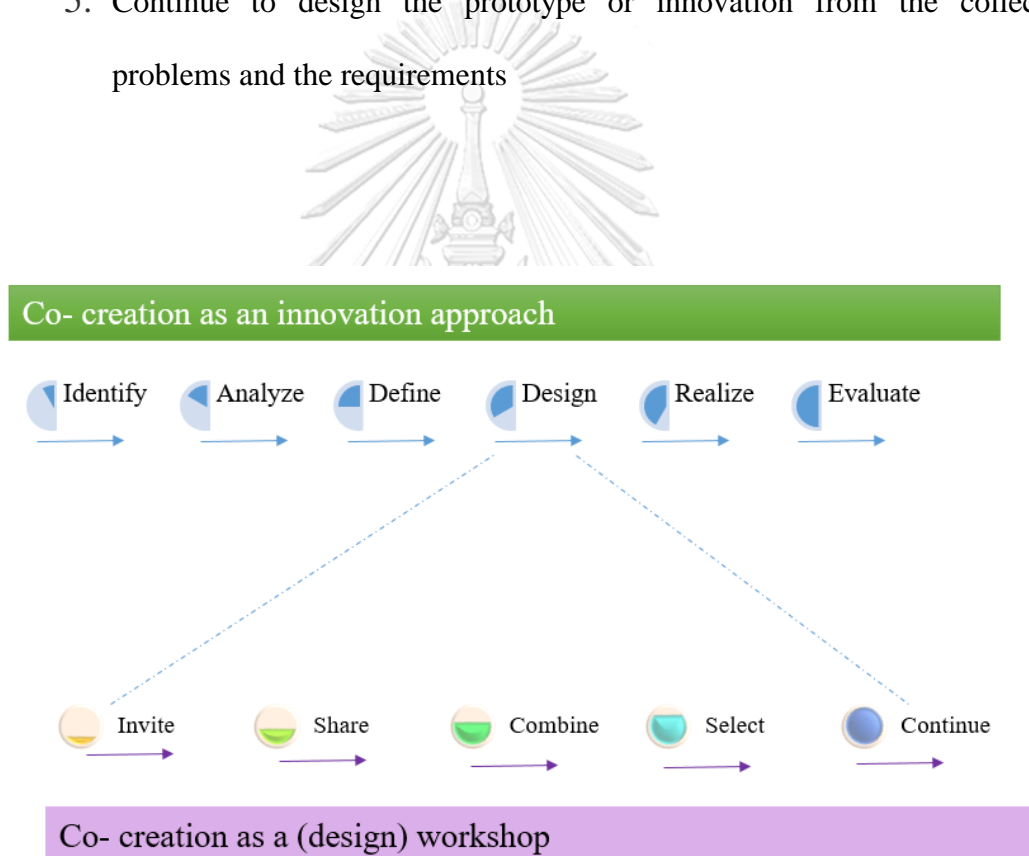 5. Continue to design the prototype or innovation from the
problems and the requirements
Co- creation as an innovation approach
Identify Analyze Define Design Realize Evaluate
Invite Share Combine Select Continue
Co- creation as a (design) workshop